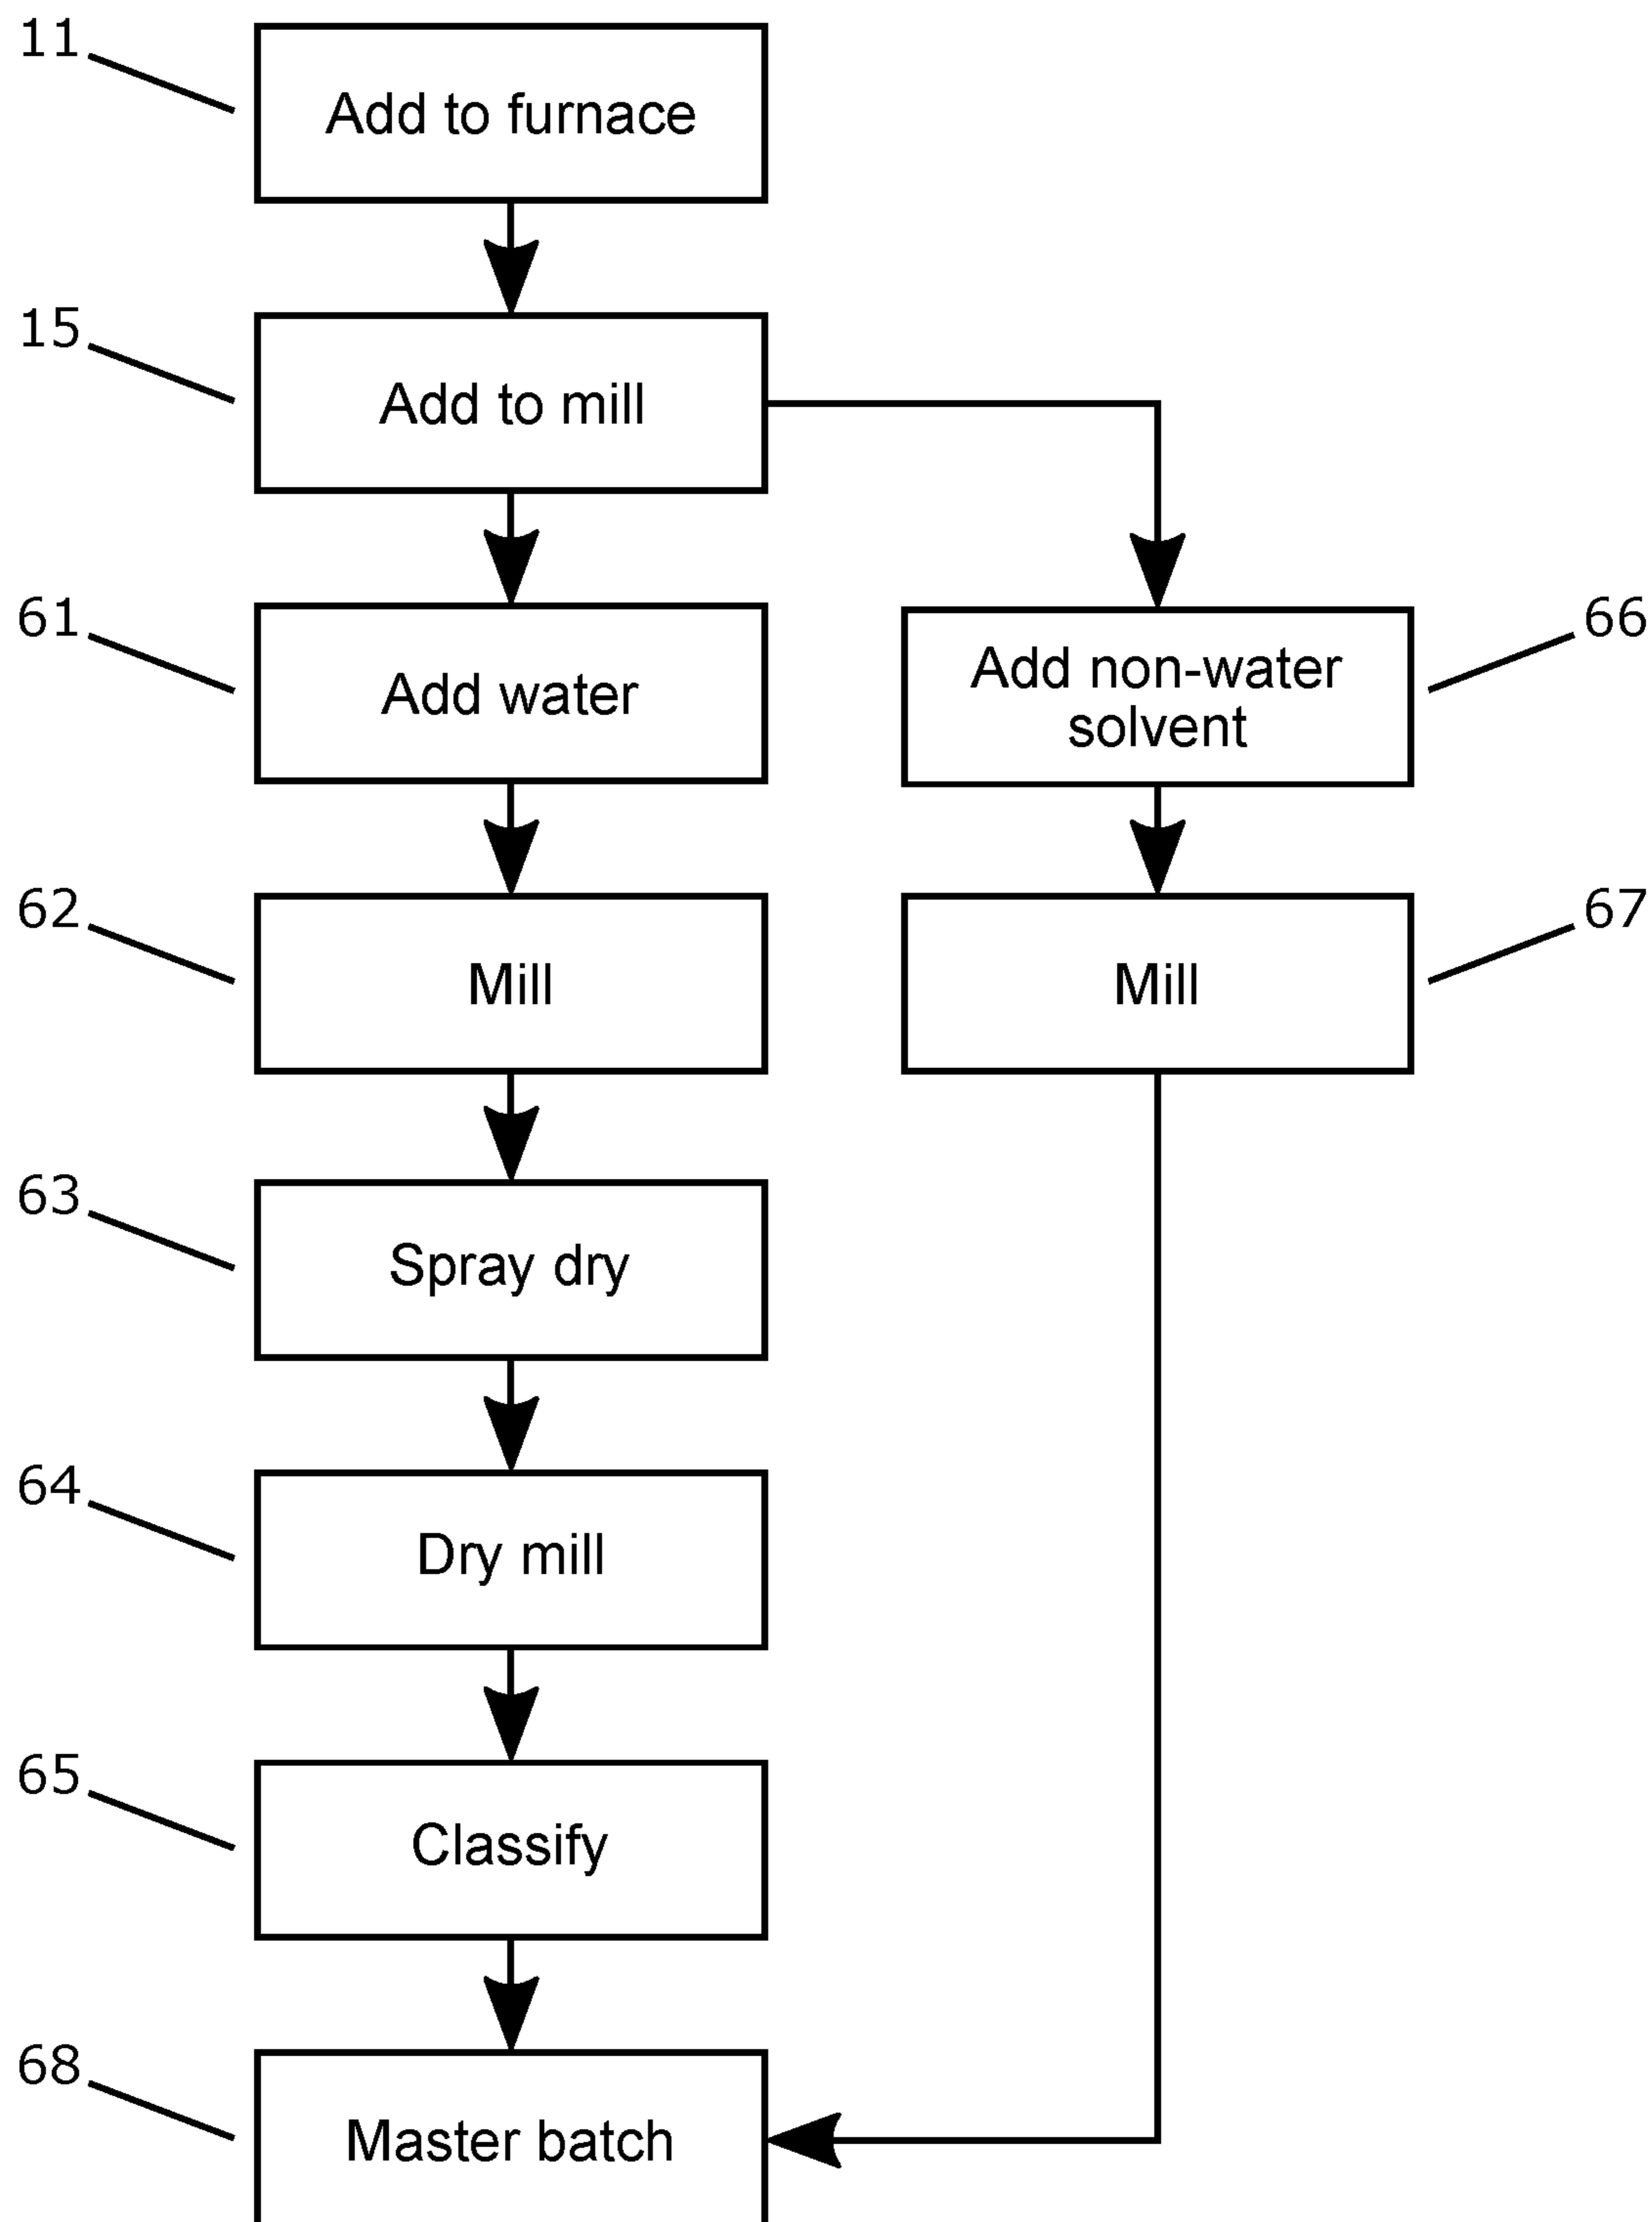 11
Add to furnace
15
Add to mill
61
Add water
66
Add non-water
solvent
62
Mill
67
Mill
63
Spray dry
64
Dry mill
65
Classify
68
Master batch